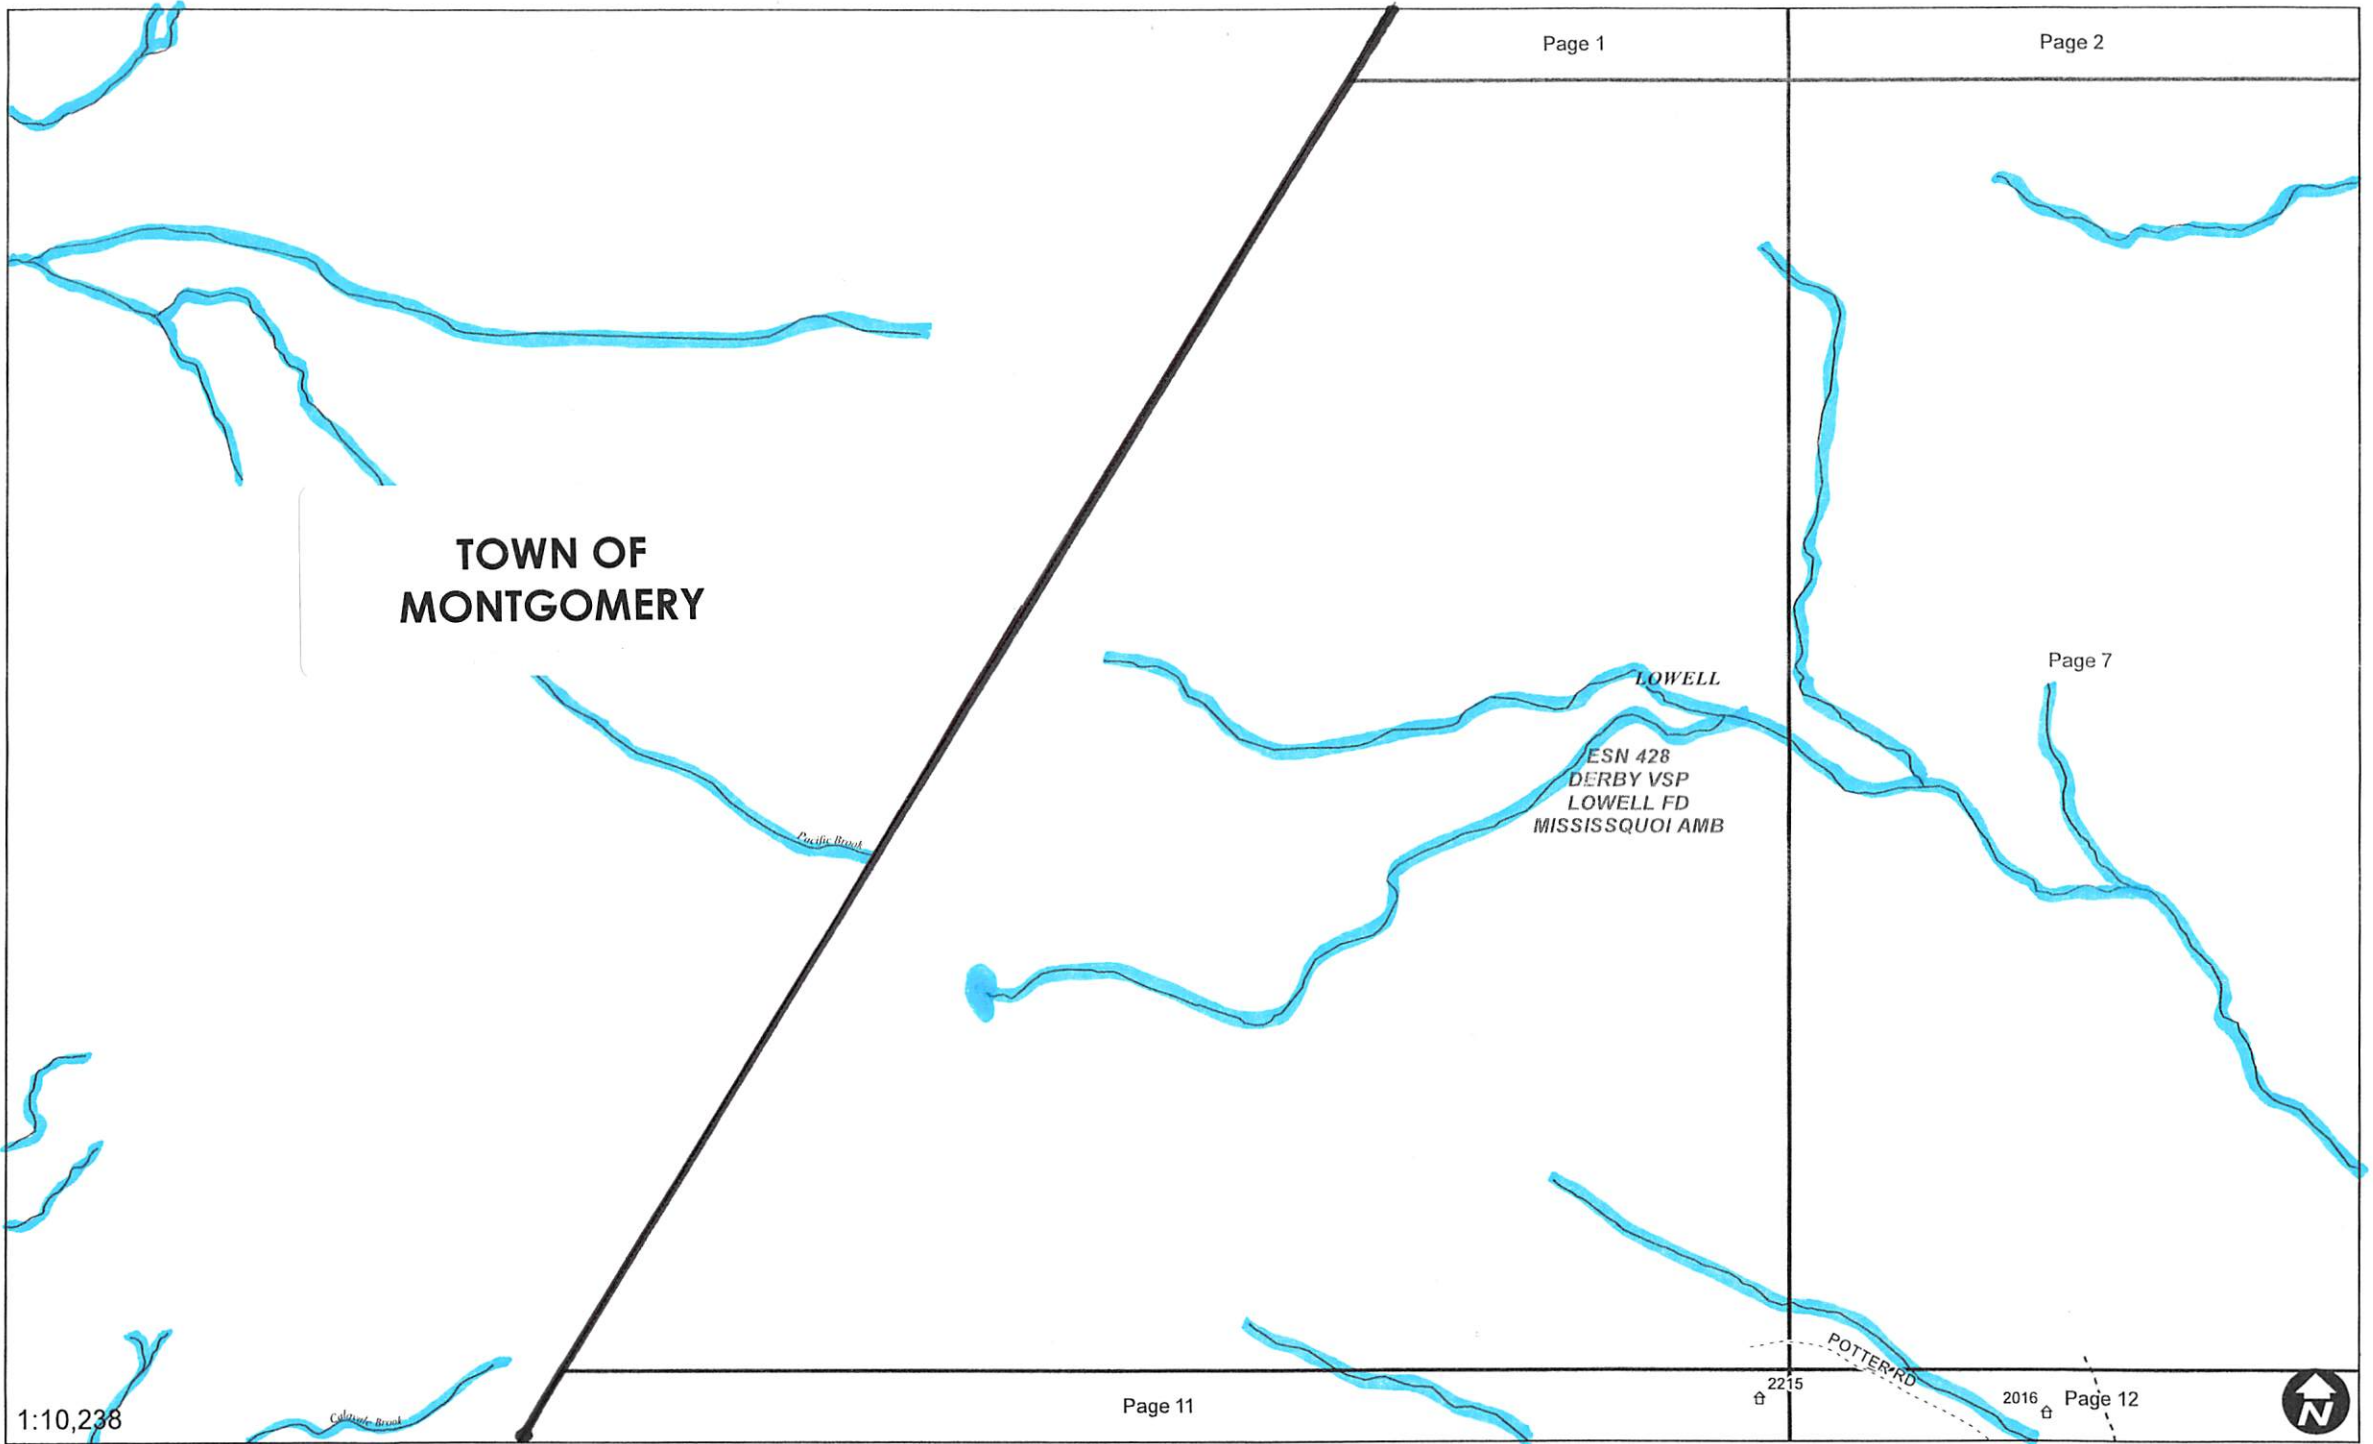 Page 1
Page 2
TOWN OF
MONTGOMERY
Page 7
LOWELL
ESN 428
DERBY VSP
LOWELL FD
MISSISSQUOI AMB
Pacific Brook
POTTER RD
2215
2016
Page 12
Page 11
1:10,238
Brook
N